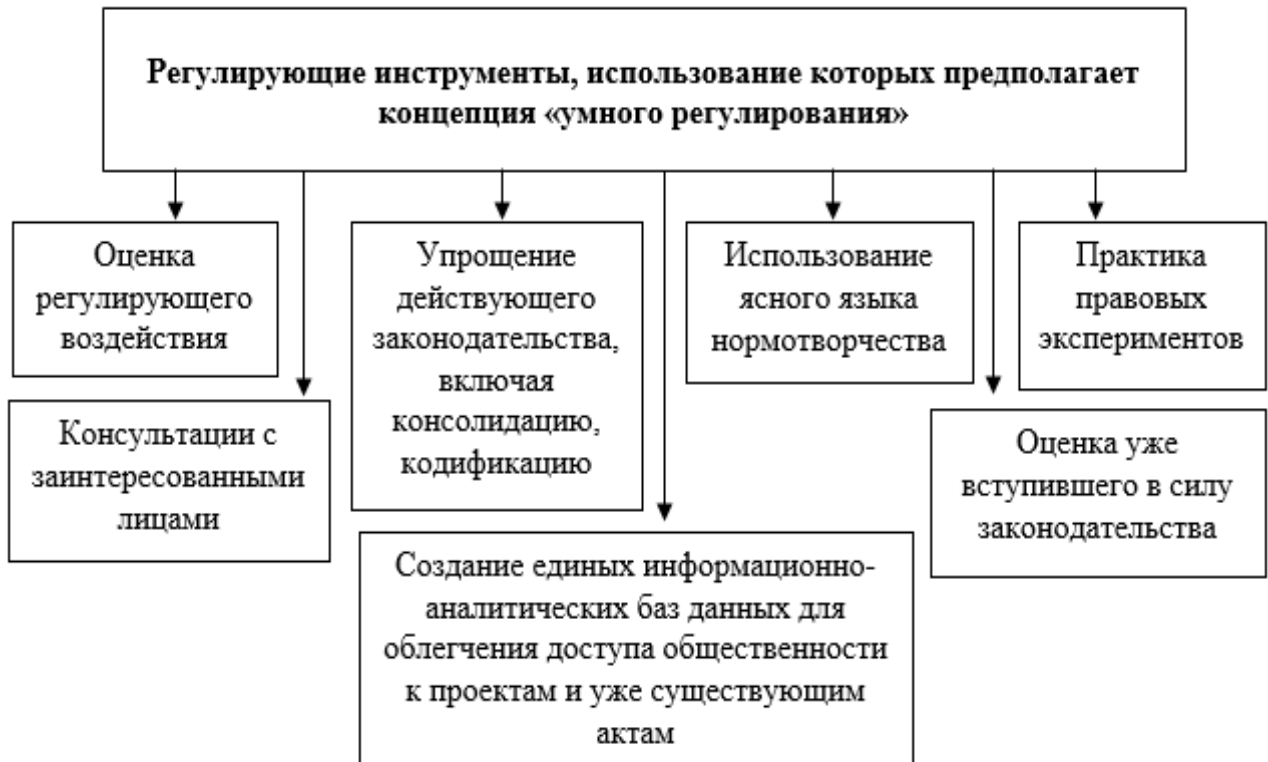 Регулирующие инструменты, использование которых предполагает
концепция «умного регулирования»
Оценка
регулирующего
воздействия
Консультации с
заинтересованными
лицами
Упрощение
действующего
законодательства,
включая
консолидацию,
кодификацию
Создание единых информационно-
аналитических баз данных для
облегчения доступа общественности
к проектам и уже существующим
актам
Использование
ясного языка
нормотворчества
Оценка уже
вступившего в силу
законодательства
Практика
правовых
экспериментов